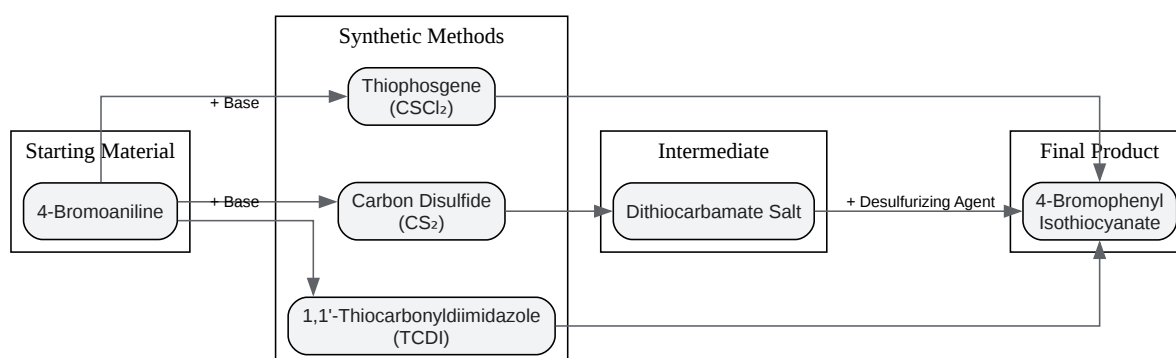 Synthetic Methods
Thiophosgene
(CSCl₂)
+ Base
Starting Material
Intermediate
Final Product
4-Bromoaniline
+ Base
Carbon Disulfide
(CS₂)
Dithiocarbamate Salt
+ Desulfurizing Agent
4-Bromophenyl
Isothiocyanate
1,1'-Thiocarbonyldiimidazole
(TCDI)